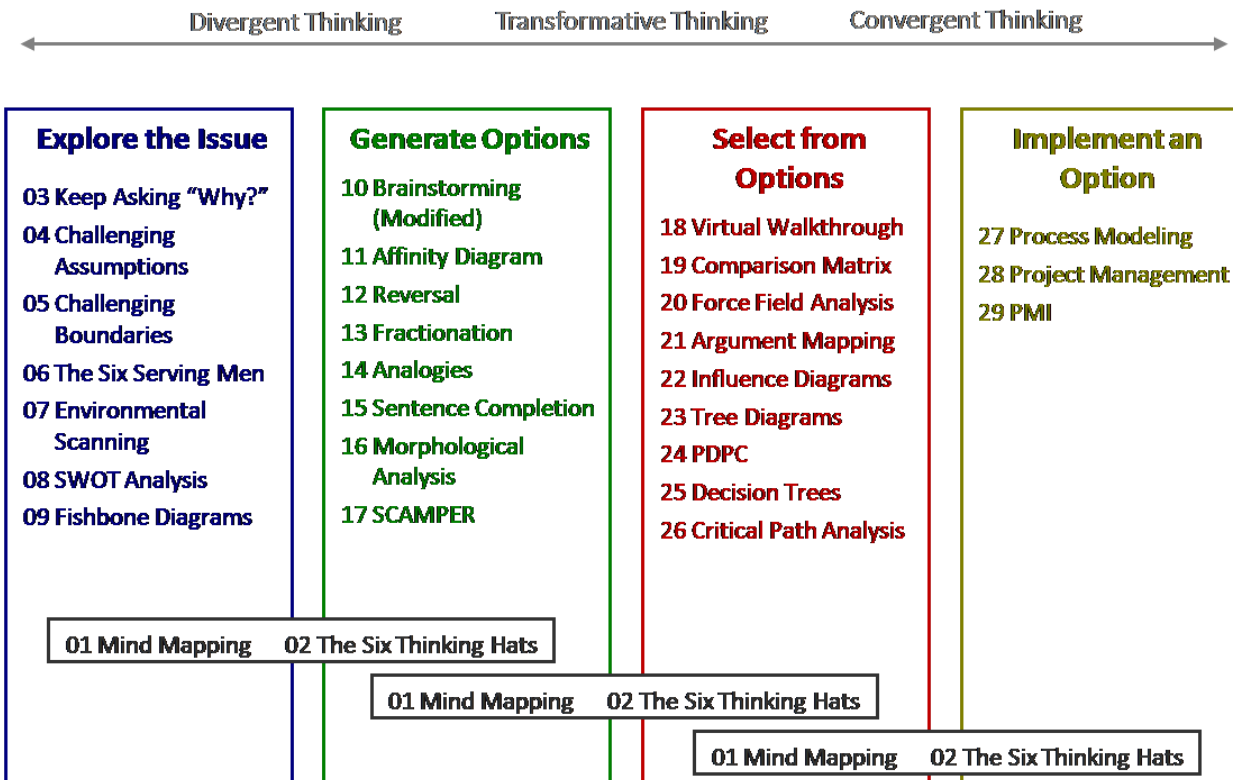 Divergent Thinking Transformative Thinking Convergent Thinking
Explore the Issue
03 Keep Asking “Why?”
04 Challenging
Assumptions
05 Challenging
Boundaries
06 The Six Serving Men
07 Environmental
Scanning
08 SWOT Analysis
09 Fishbone Diagrams
Generate Options
10 Brainstorming
(Modified)
11 Affinity Diagram
12 Reversal
13 Fractionation
14 Analogies
15 Sentence Completion
16 Morphological
Analysis
17 SCAMPER
Select from
Options
18 Virtual Walkthrough
19 Comparison Matrix
20 Force Field Analysis
21 Argument Mapping
22 Influence Diagrams
23 Tree Diagrams
24 PDPC
25 Decision Trees
26 Critical Path Analysis
Implement an
Option
27 Process Modeling
28 Project Management
29 PMI
01 Mind Mapping 02 The Six Thinking Hats
01 Mind Mapping 02 The Six Thinking Hats
01 Mind Mapping 02 The Six Thinking Hats